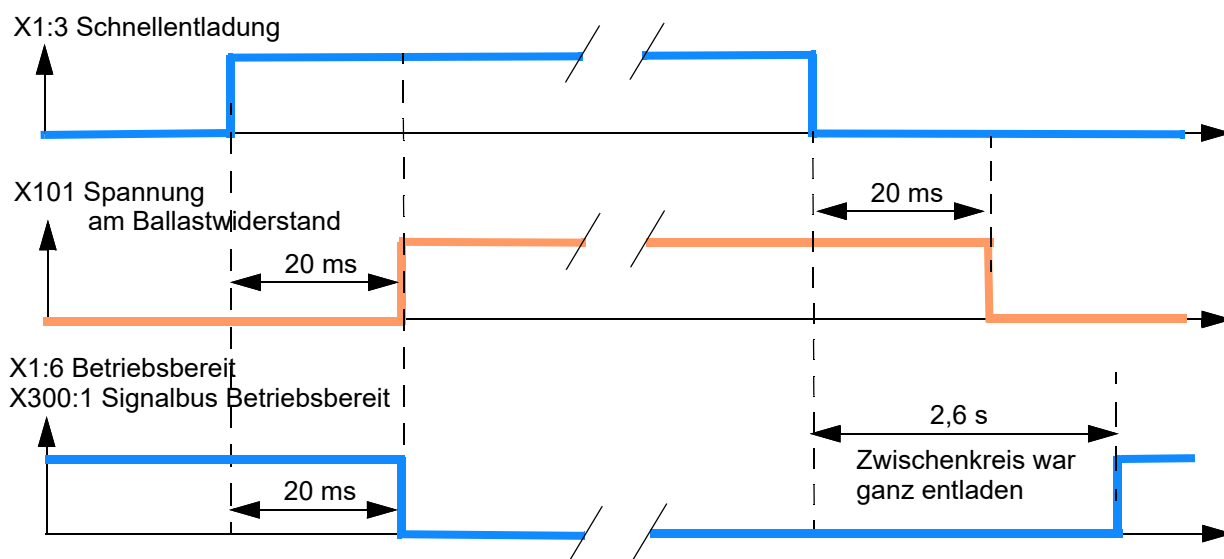 X1:3 Schnellentladung
X101 Spannung
am Ballastwiderstand
20 ms
20 ms
X1:6 Betriebsbereit
X300:1 Signalbus Betriebsbereit
2,6 s
Zwischenkreis war
ganz entladen
20 ms